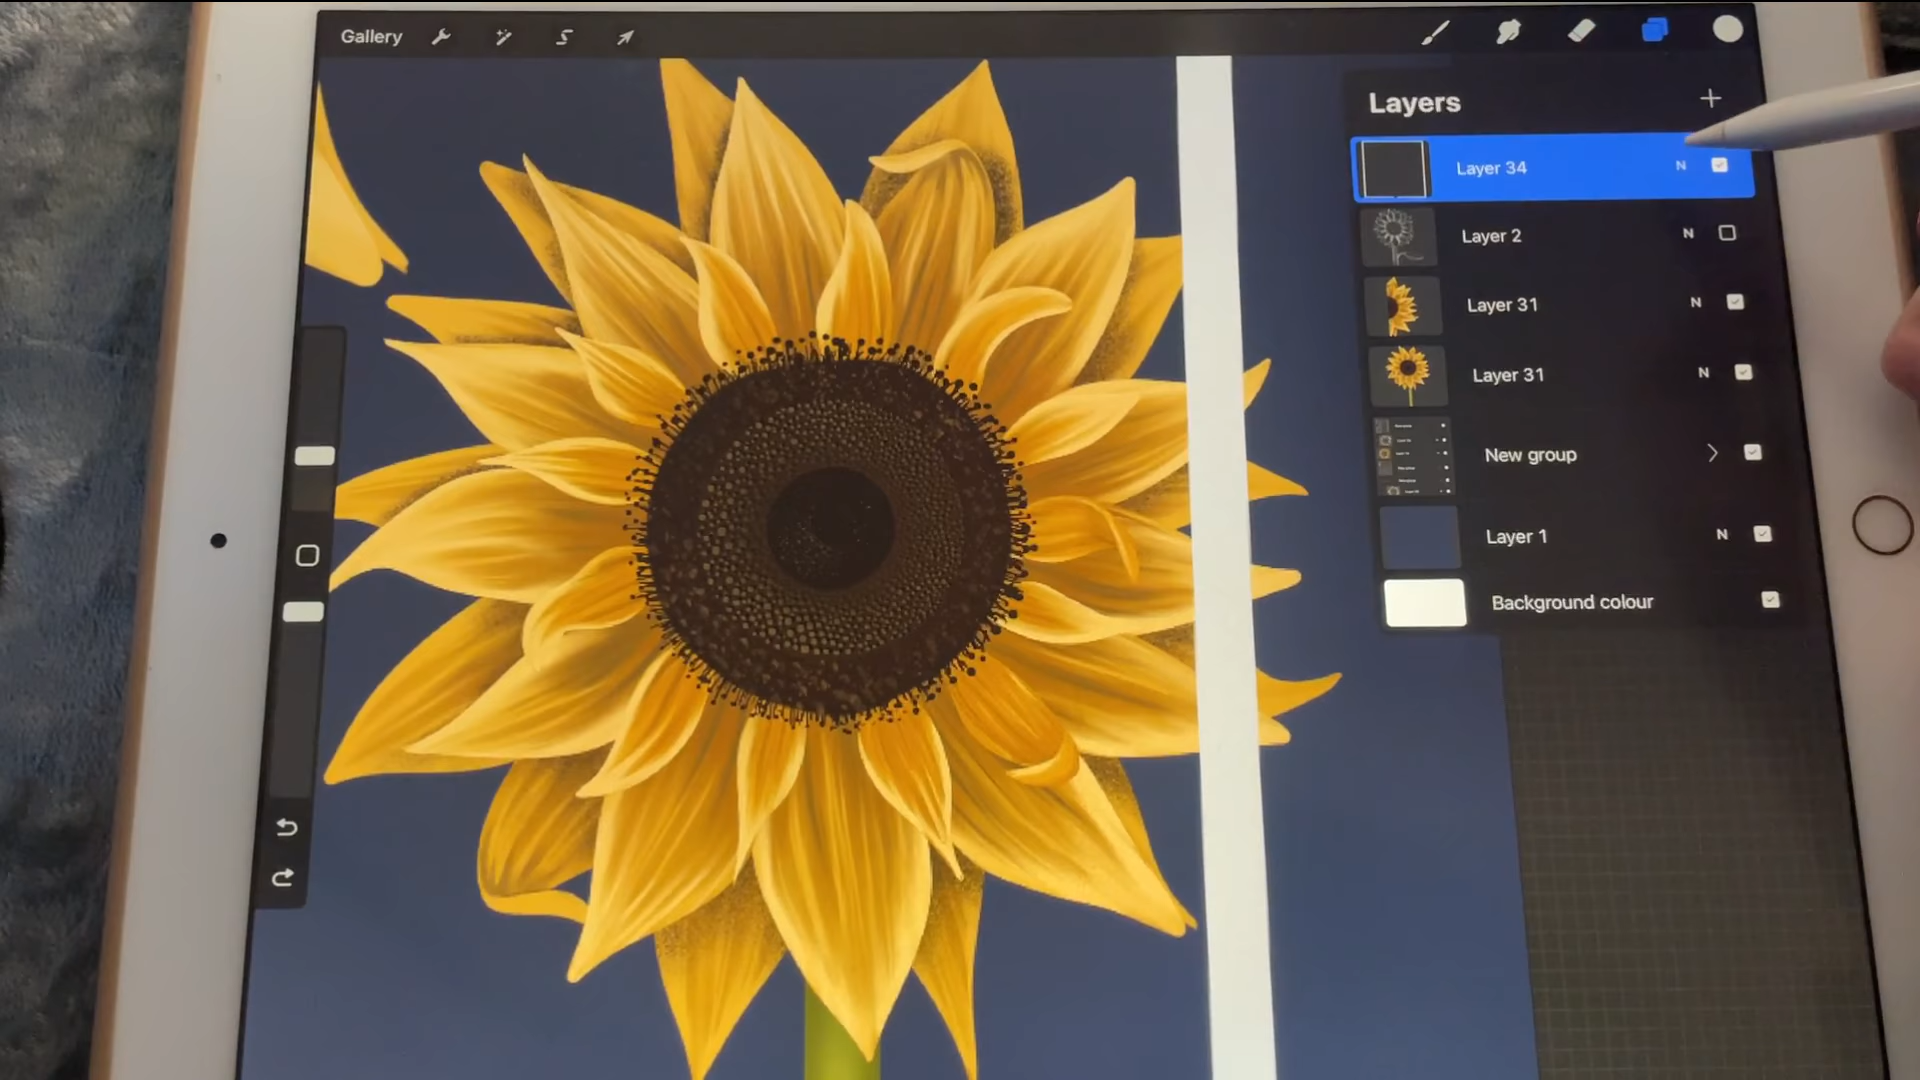 Gallery
Layers
Layer 34 N
Layer 2 N
Layer 31 N
Layer 31 N
New group
Layer 1 N
Background colour